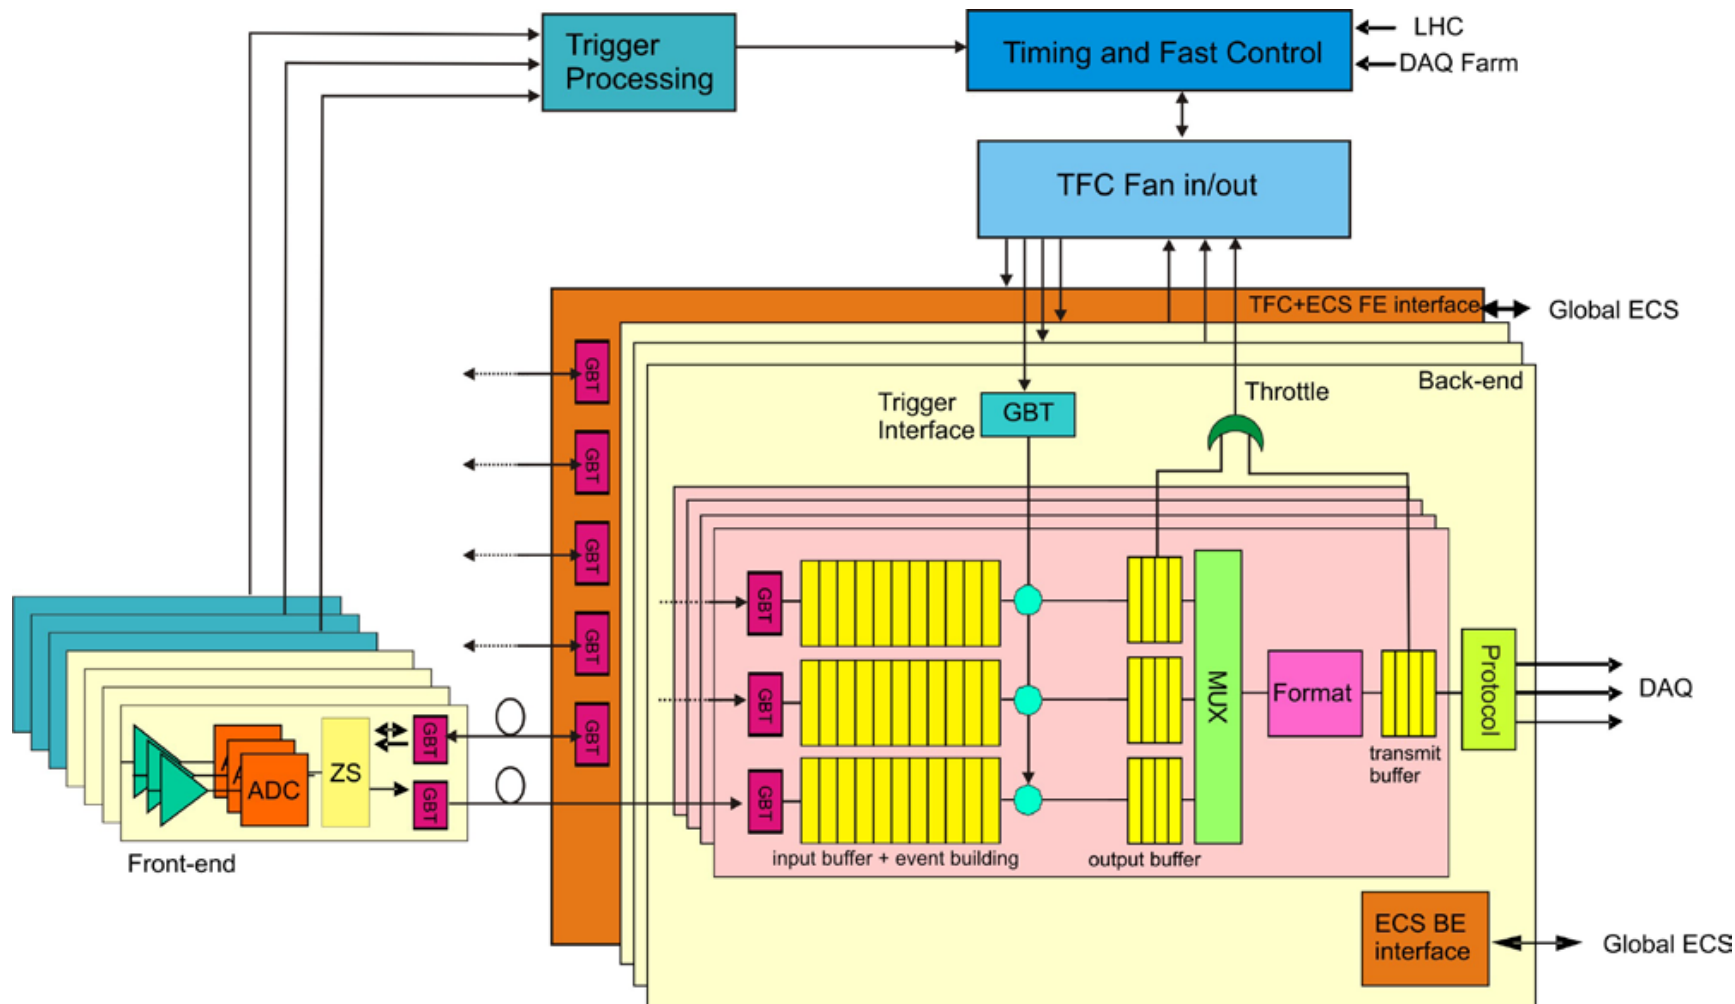 Trigger
Processing
Timing and Fast Control
LHC
DAQ Farm
TFC Fan in/out
TFC+ECS FE interface
Global ECS
Back-end
GBT
GBT
GBT
GBT
GBT
Trigger
Interface
GBT
Throttle
GBT
GBT
GBT
input buffer + event building
output buffer
MUX
Format
transmit
buffer
Protocol
DAQ
A
A
ADC
ZS
GBT
GBT
Front-end
ECS BE
interface
Global ECS